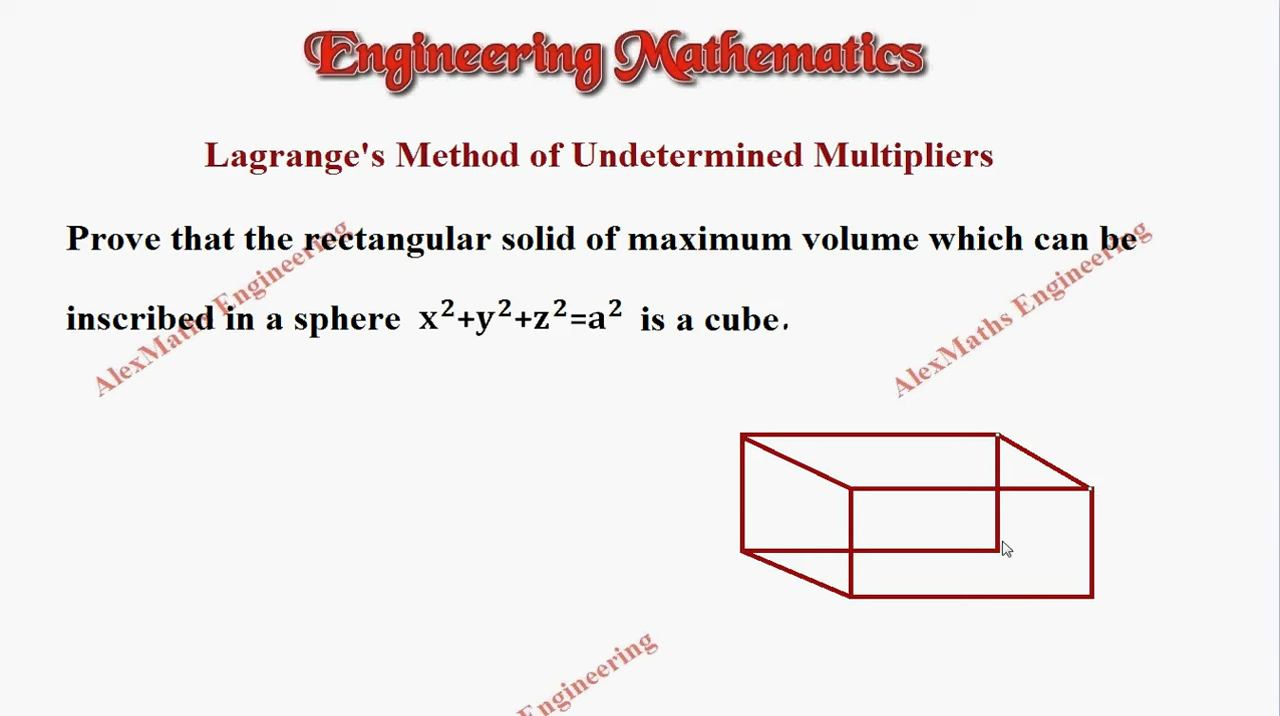 Engineering Mathematics
Lagrange's Method of Undetermined Multipliers
Prove that the rectangular solid of maximum volume which can be
inscribed in a sphere x²+y²+z²=a² is a cube.
AlexMaths Engineering
AlexMaths Engineering
Engineering